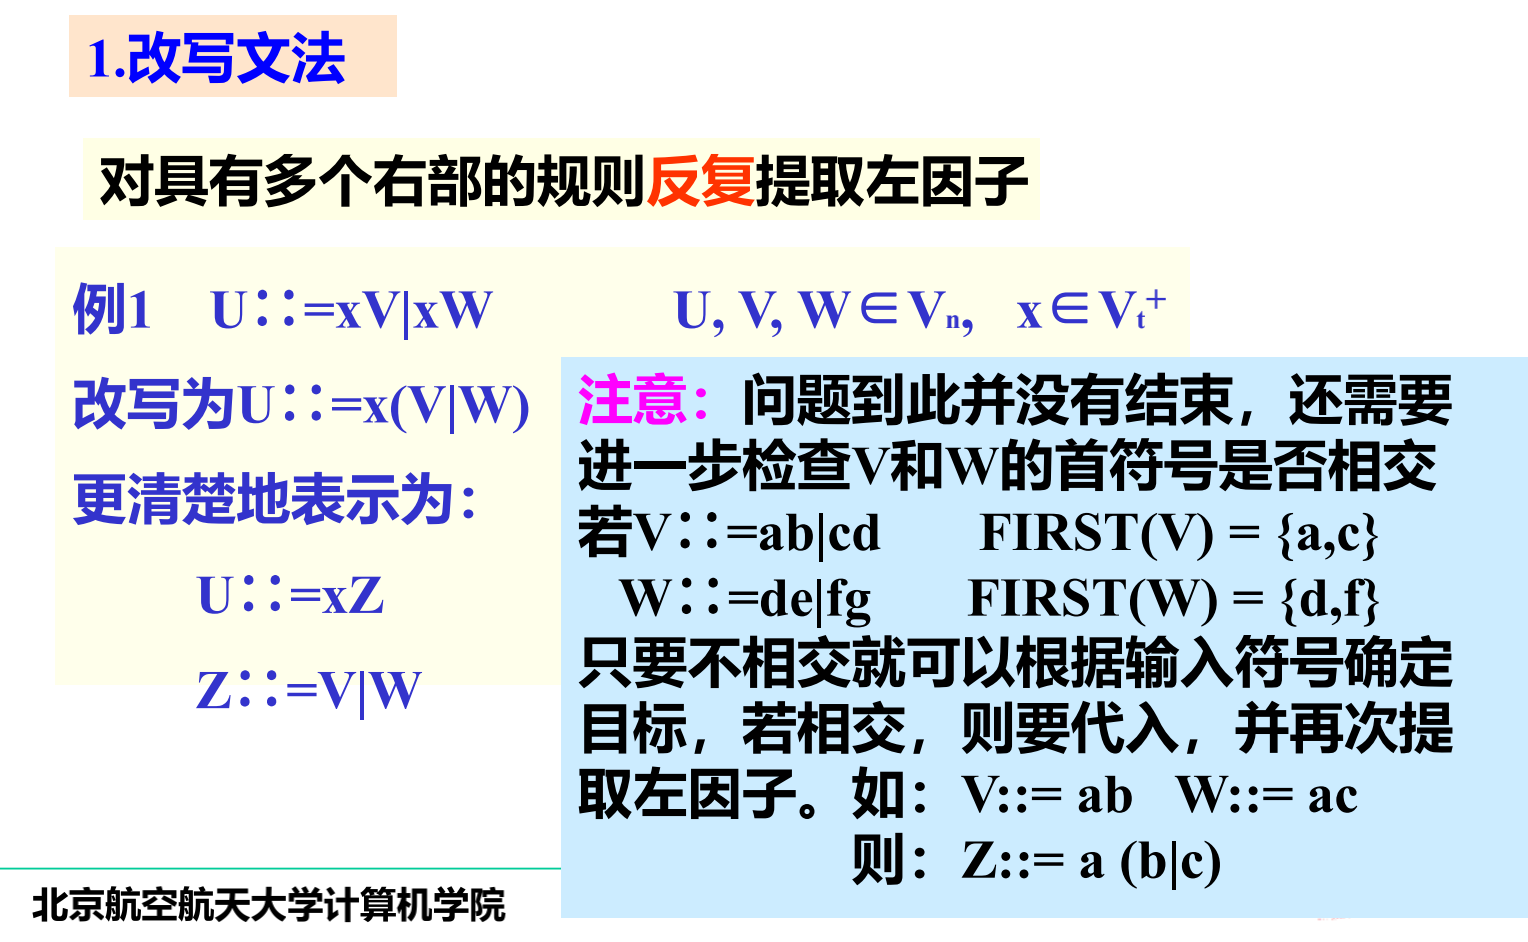 1.改写文法
对具有多个右部的规则反复提取左因子
例1 U∷=xV|xW U, V, W∈Vn, x∈Vt+
改写为U∷=x(V|W)
更清楚地表示为：
U∷=xZ
Z∷=V|W
注意：问题到此并没有结束，还需要
进一步检查V和W的首符号是否相交
若V∷=ab|cd FIRST(V) = {a,c}
W∷=de|fg FIRST(W) = {d,f}
只要不相交就可以根据输入符号确定
目标，若相交，则要代入，并再次提
取左因子。如：V::= ab W::= ac
则：Z::= a (b|c)
北京航空航天大学计算机学院